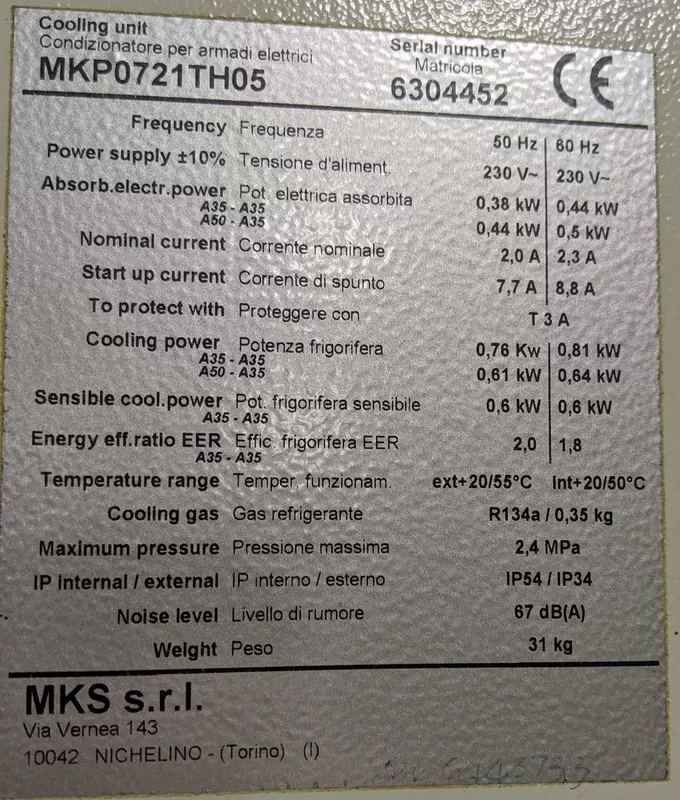 Cooling unit
Condizionatore per armadi elettrici
MKP0721TH05
Serial number
Matricola
6304452
CE
Frequency Frequenza 50 Hz 60 Hz
Power supply ±10% Tensione d'aliment. 230 V~ 230 V~
Absorb.electr.power Pot. elettrica assorbita
A35 - A35 0,38 kW 0,44 kW
A50 - A35 0,44 kW 0,5 kW
Nominal current Corrente nominale 2,0 A 2,3 A
Start up current Corrente di spunto 7,7 A 8,8 A
To protect with Proteggere con T 3 A
Cooling power Potenza frigorifera
A35 - A35 0,76 Kw 0,81 kW
A50 - A35 0,61 kW 0,64 kW
Sensible cool.power Pot. frigorifera sensibile 0,6 kW 0,6 kW
A35 - A35
Energy eff.ratio EER Effic. frigorifera EER 2,0 1,8
A35 - A35
Temperature range Temper. funzionam. ext+20/55°C Int+20/50°C
Cooling gas Gas refrigerante R134a / 0,35 kg
Maximum pressure Pressione massima 2,4 MPa
IP internal / external IP interno / esterno IP54 / IP34
Noise level Livello di rumore 67 dB(A)
Weight Peso 31 kg
MKS s.r.l.
Via Vernea 143
10042 NICHELINO - (Torino) (I)